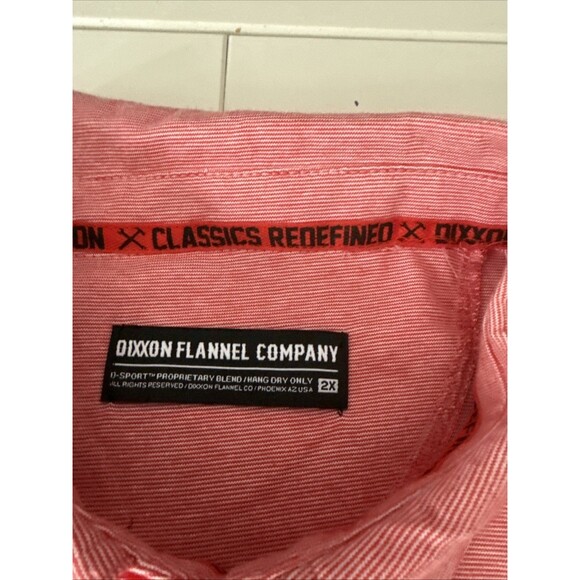 ON CLASSICS REDEFINED DIXXON
DIXXON FLANNEL COMPANY
D-SPORT™ PROPRIETARY BLEND / HANG DRY ONLY
ALL RIGHTS RESERVED / DIXXON FLANNEL CO / PHOENIX AZ USA
2X